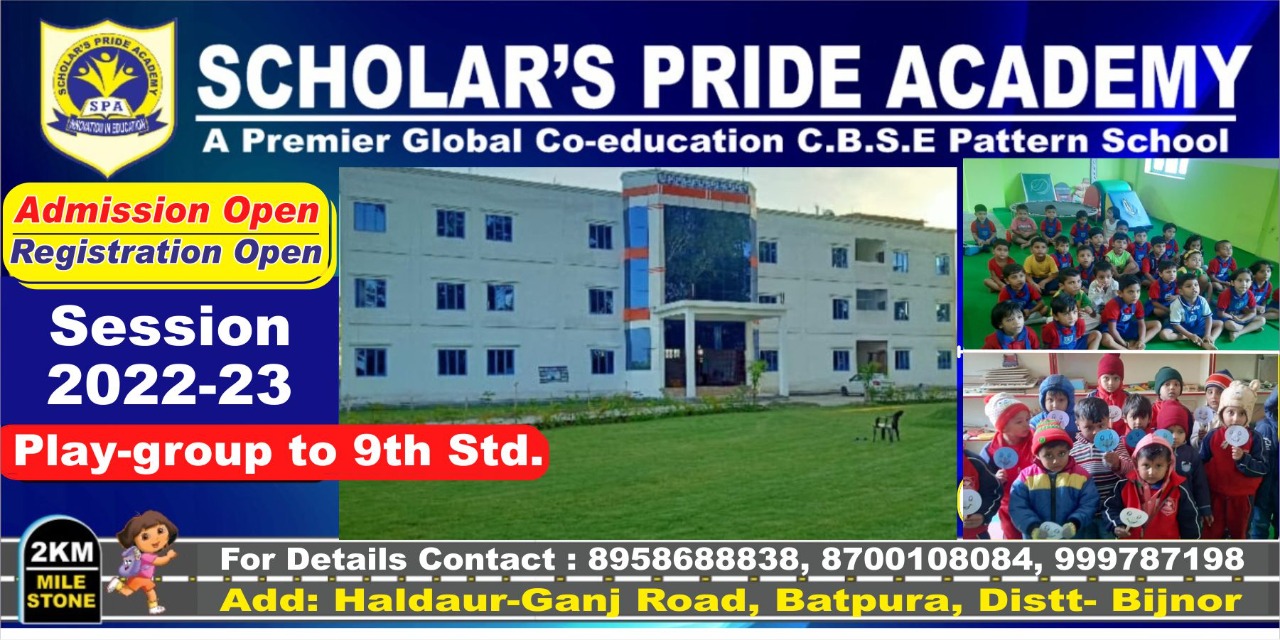 SCHOLAR'S PRIDE ACADEMY
SPA
INNOVATION IN EDUCATION
SCHOLAR'S PRIDE ACADEMY
A Premier Global Co-education C.B.S.E Pattern School
Admission Open
Registration Open
Session
2022-23
Play-group to 9th Std.
2KM
MILE
STONE
For Details Contact : 8958688838, 8700108084, 999787198
Add: Haldaur-Ganj Road, Batpura, Distt- Bijnor